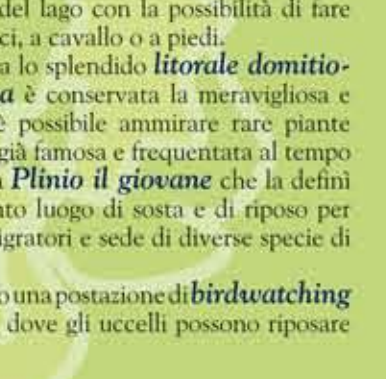 del lago con la possibilità di fare
ci, a cavallo o a piedi.
a lo splendido litorale domitio-
a è conservata la meravigliosa e
è possibile ammirare rare piante
già famosa e frequentata al tempo
Plinio il giovane che la definì
to luogo di sosta e di riposo per
gratori e sede di diverse specie di
o una postazione di birdwatching
dove gli uccelli possono riposare